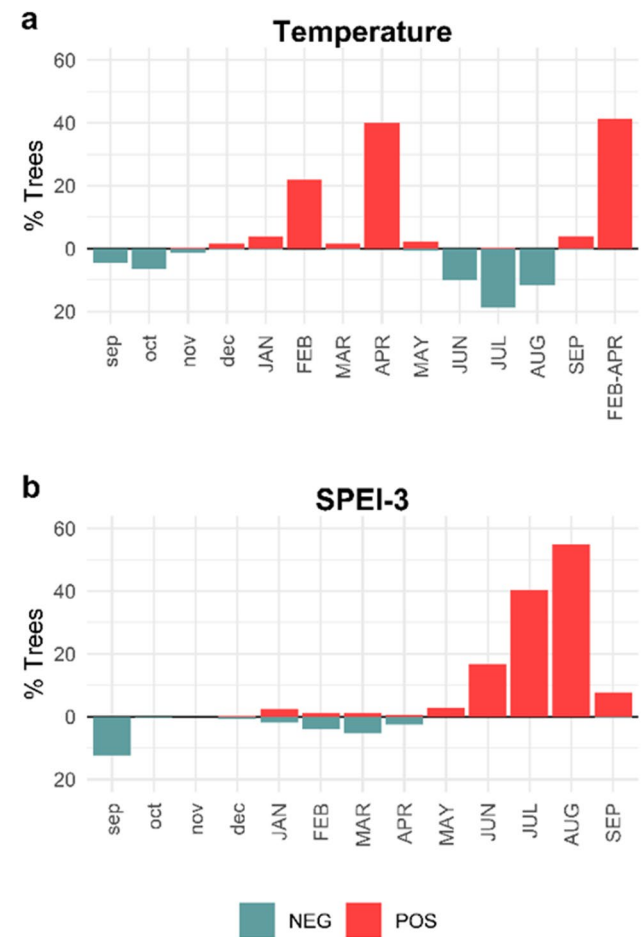 a
Temperature
60
40
20
0
20
% Trees
sep oct nov dec JAN FEB MAR APR MAY JUN JUL AUG SEP FEB-APR
b
SPEI-3
60
40
20
0
20
% Trees
sep oct nov dec JAN FEB MAR APR MAY JUN JUL AUG SEP
NEG POS